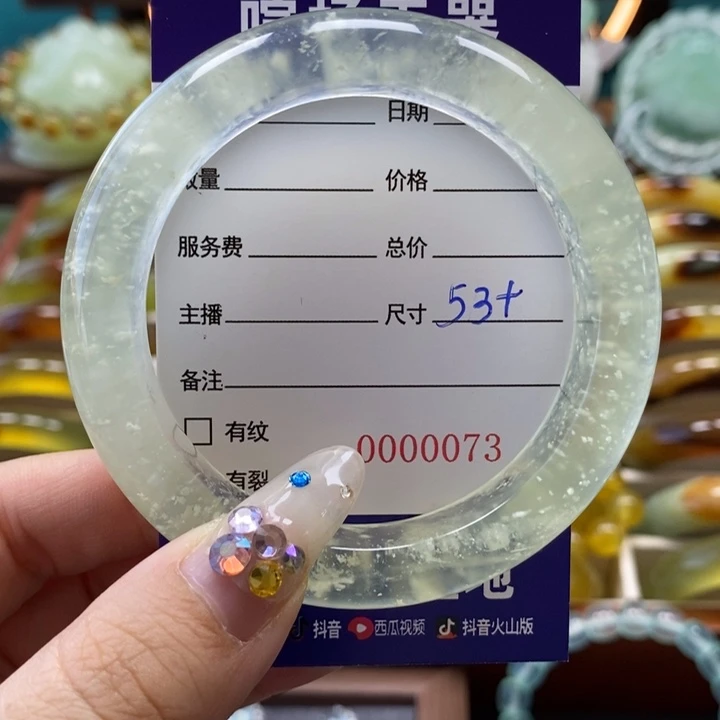 日期
数量 价格
服务费 总价
主播 尺寸 53+
备注
有纹
0000073
有裂
抖音 西瓜视频 抖音火山版